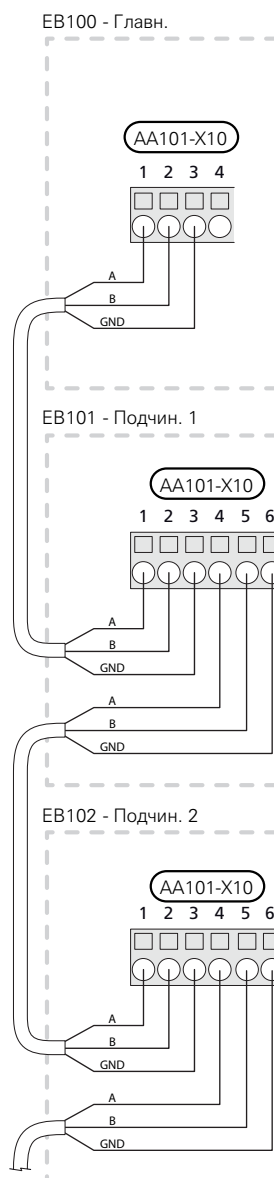 EB100 - Главн.
AA101-X10
1 2 3 4
A
B
GND
EB101 - Подчин. 1
AA101-X10
1 2 3 4 5 6
A
B
GND
A
B
GND
EB102 - Подчин. 2
AA101-X10
1 2 3 4 5 6
A
B
GND
A
B
GND